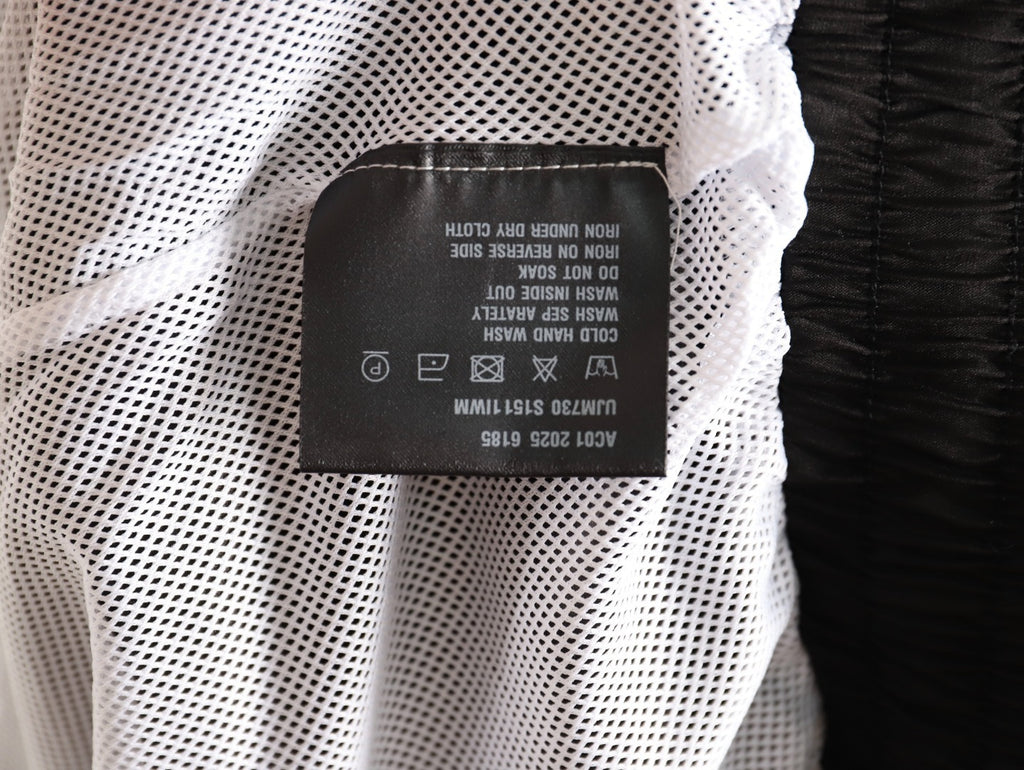 AC01 2025 6185
UJM730 S1511IWM
P
COLD HAND WASH
WASH SEP ARATELY
WASH INSIDE OUT
DO NOT SOAK
IRON ON REVERSE SIDE
IRON UNDER DRY CLOTH